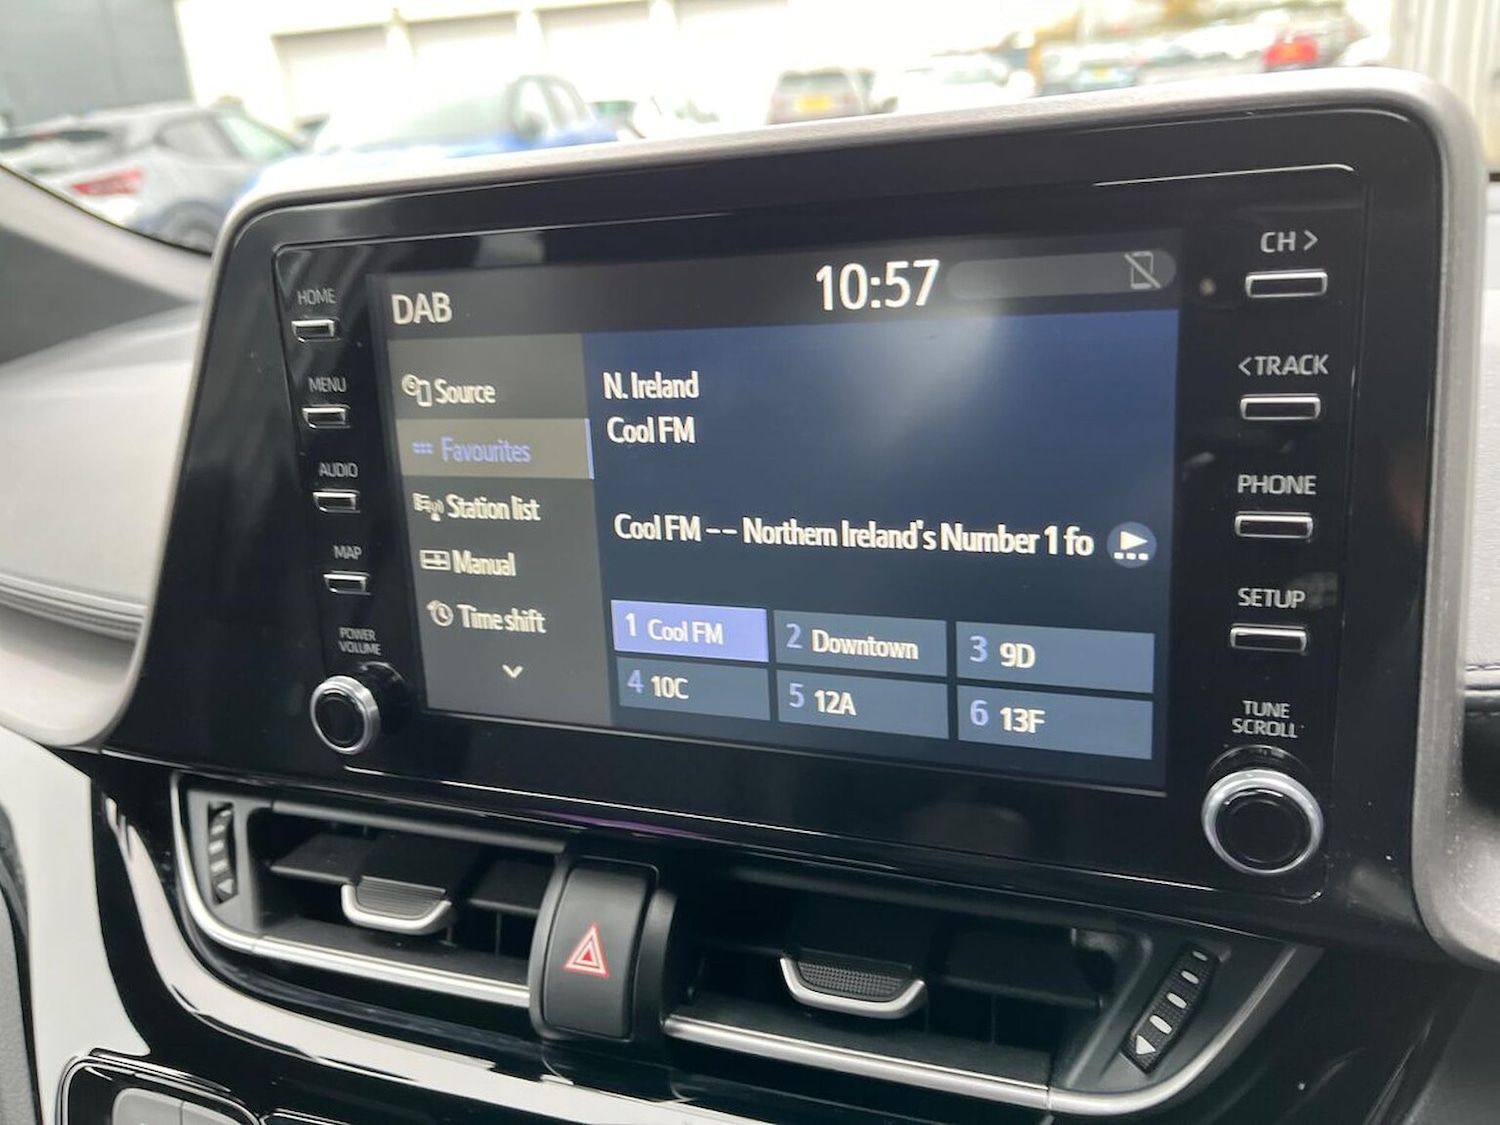 HOME
MENU
AUDIO
MAP
POWER
VOLUME
DAB
10:57
Source
Favourites
Station list
Manual
Time shift
N. Ireland
Cool FM
Cool FM -- Northern Ireland's Number 1 fo
1 Cool FM
2 Downtown
3 9D
4 10C
5 12A
6 13F
CH >
< TRACK
PHONE
SETUP
TUNE
SCROLL